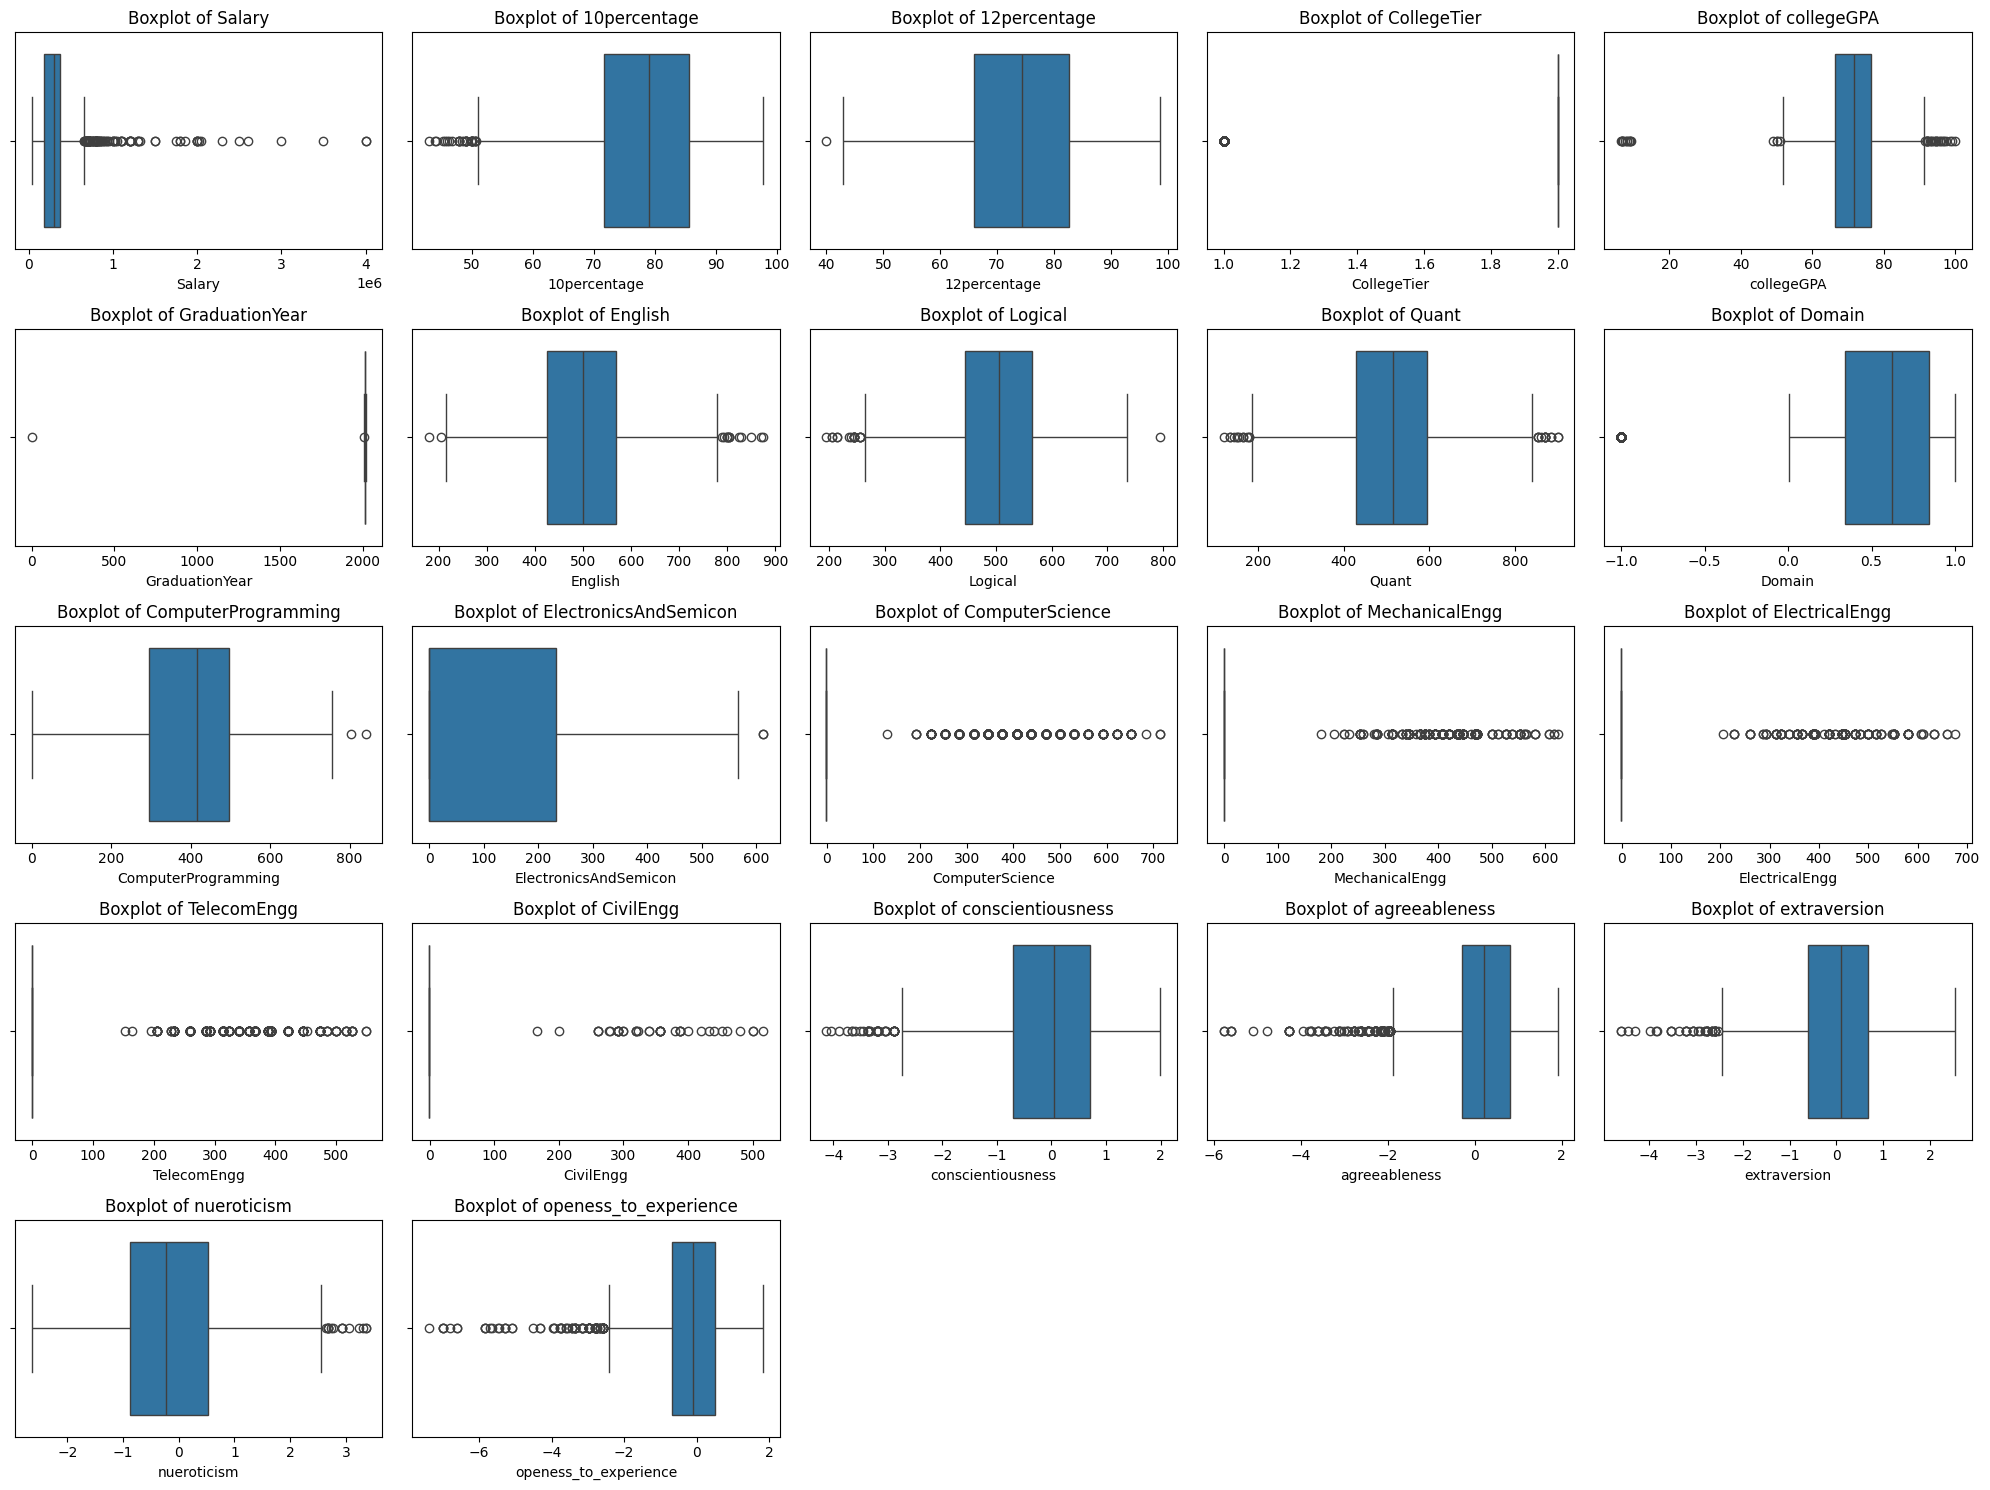 Boxplot of Salary
0 1 2 3 4
1e6
Salary
Boxplot of 10percentage
50 60 70 80 90 100
10percentage
Boxplot of 12percentage
40 50 60 70 80 90 100
12percentage
Boxplot of CollegeTier
1.0 1.2 1.4 1.6 1.8 2.0
CollegeTier
Boxplot of collegeGPA
20 40 60 80 100
collegeGPA
Boxplot of GraduationYear
0 500 1000 1500 2000
GraduationYear
Boxplot of English
200 300 400 500 600 700 800 900
English
Boxplot of Logical
200 300 400 500 600 700 800
Logical
Boxplot of Quant
200 400 600 800
Quant
Boxplot of Domain
−1.0 −0.5 0.0 0.5 1.0
Domain
Boxplot of ComputerProgramming
0 200 400 600 800
ComputerProgramming
Boxplot of ElectronicsAndSemicon
0 100 200 300 400 500 600
ElectronicsAndSemicon
Boxplot of ComputerScience
0 100 200 300 400 500 600 700
ComputerScience
Boxplot of MechanicalEngg
0 100 200 300 400 500 600
MechanicalEngg
Boxplot of ElectricalEngg
0 100 200 300 400 500 600 700
ElectricalEngg
Boxplot of TelecomEngg
0 100 200 300 400 500
TelecomEngg
Boxplot of CivilEngg
0 100 200 300 400 500
CivilEngg
Boxplot of conscientiousness
−4 −3 −2 −1 0 1 2
conscientiousness
Boxplot of agreeableness
−6 −4 −2 0 2
agreeableness
Boxplot of extraversion
−4 −3 −2 −1 0 1 2
extraversion
Boxplot of nueroticism
−2 −1 0 1 2 3
nueroticism
Boxplot of openess_to_experience
−6 −4 −2 0 2
openess_to_experience